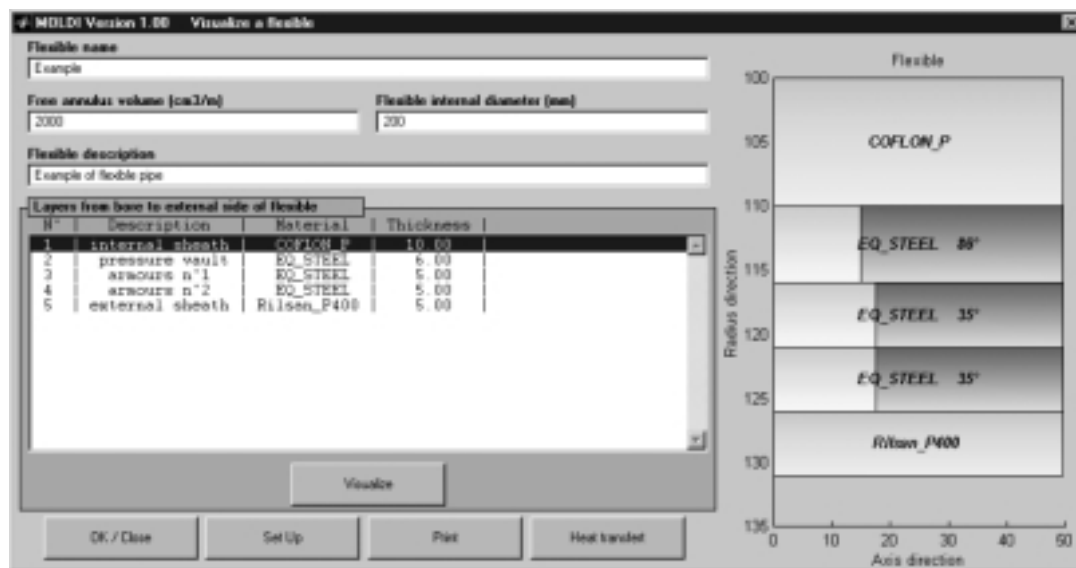 MOLDI Version 1.00 Visualize a flexible
Flexible name
Example
Free annulus volume (cm3/m)
Flexible internal diameter (mm)
2000
200
Flexible description
Example of flexible pipe
Layers from bore to external side of flexible
N° | Description | Material | Thickness |
1 | internal sheath | COFLON_P | 10.00 |
2 | pressure vault | EQ_STEEL | 6.00 |
3 | armours n°1 | EQ_STEEL | 5.00 |
4 | armours n°2 | EQ_STEEL | 5.00 |
5 | external sheath | Rilsan_P400 | 5.00 |
Visualize
OK / Close
Set Up
Print
Heat transfert
Flexible
Radius direction
100
105
110
115
120
125
130
135
COFLON_P
EQ_STEEL 86°
EQ_STEEL 35°
EQ_STEEL 35°
Rilsan_P400
0 10 20 30 40 50
Axis direction